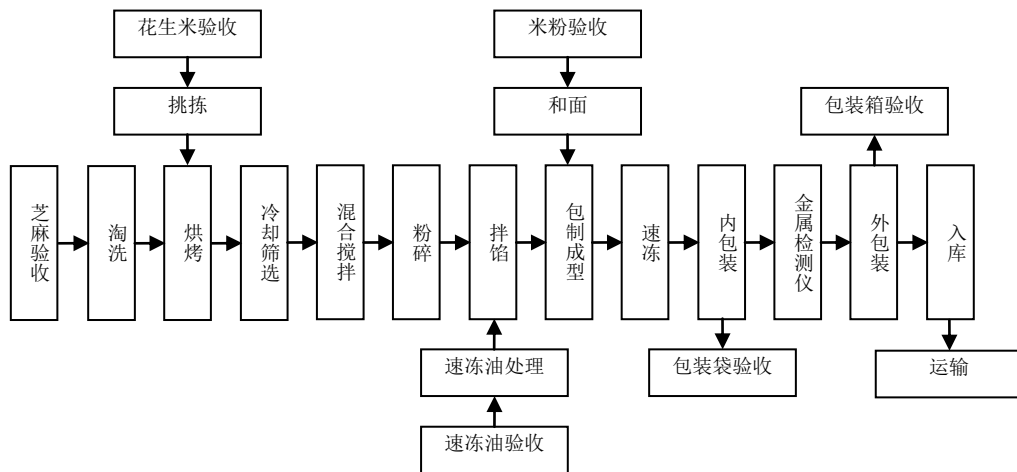 花生米验收
米粉验收
挑拣
和面
包装箱验收
芝麻验收
淘洗
烘烤
冷却筛选
混合搅拌
粉碎
拌馅
包制成型
速冻
内包装
金属检测仪
外包装
入库
速冻油处理
包装袋验收
运输
速冻油验收